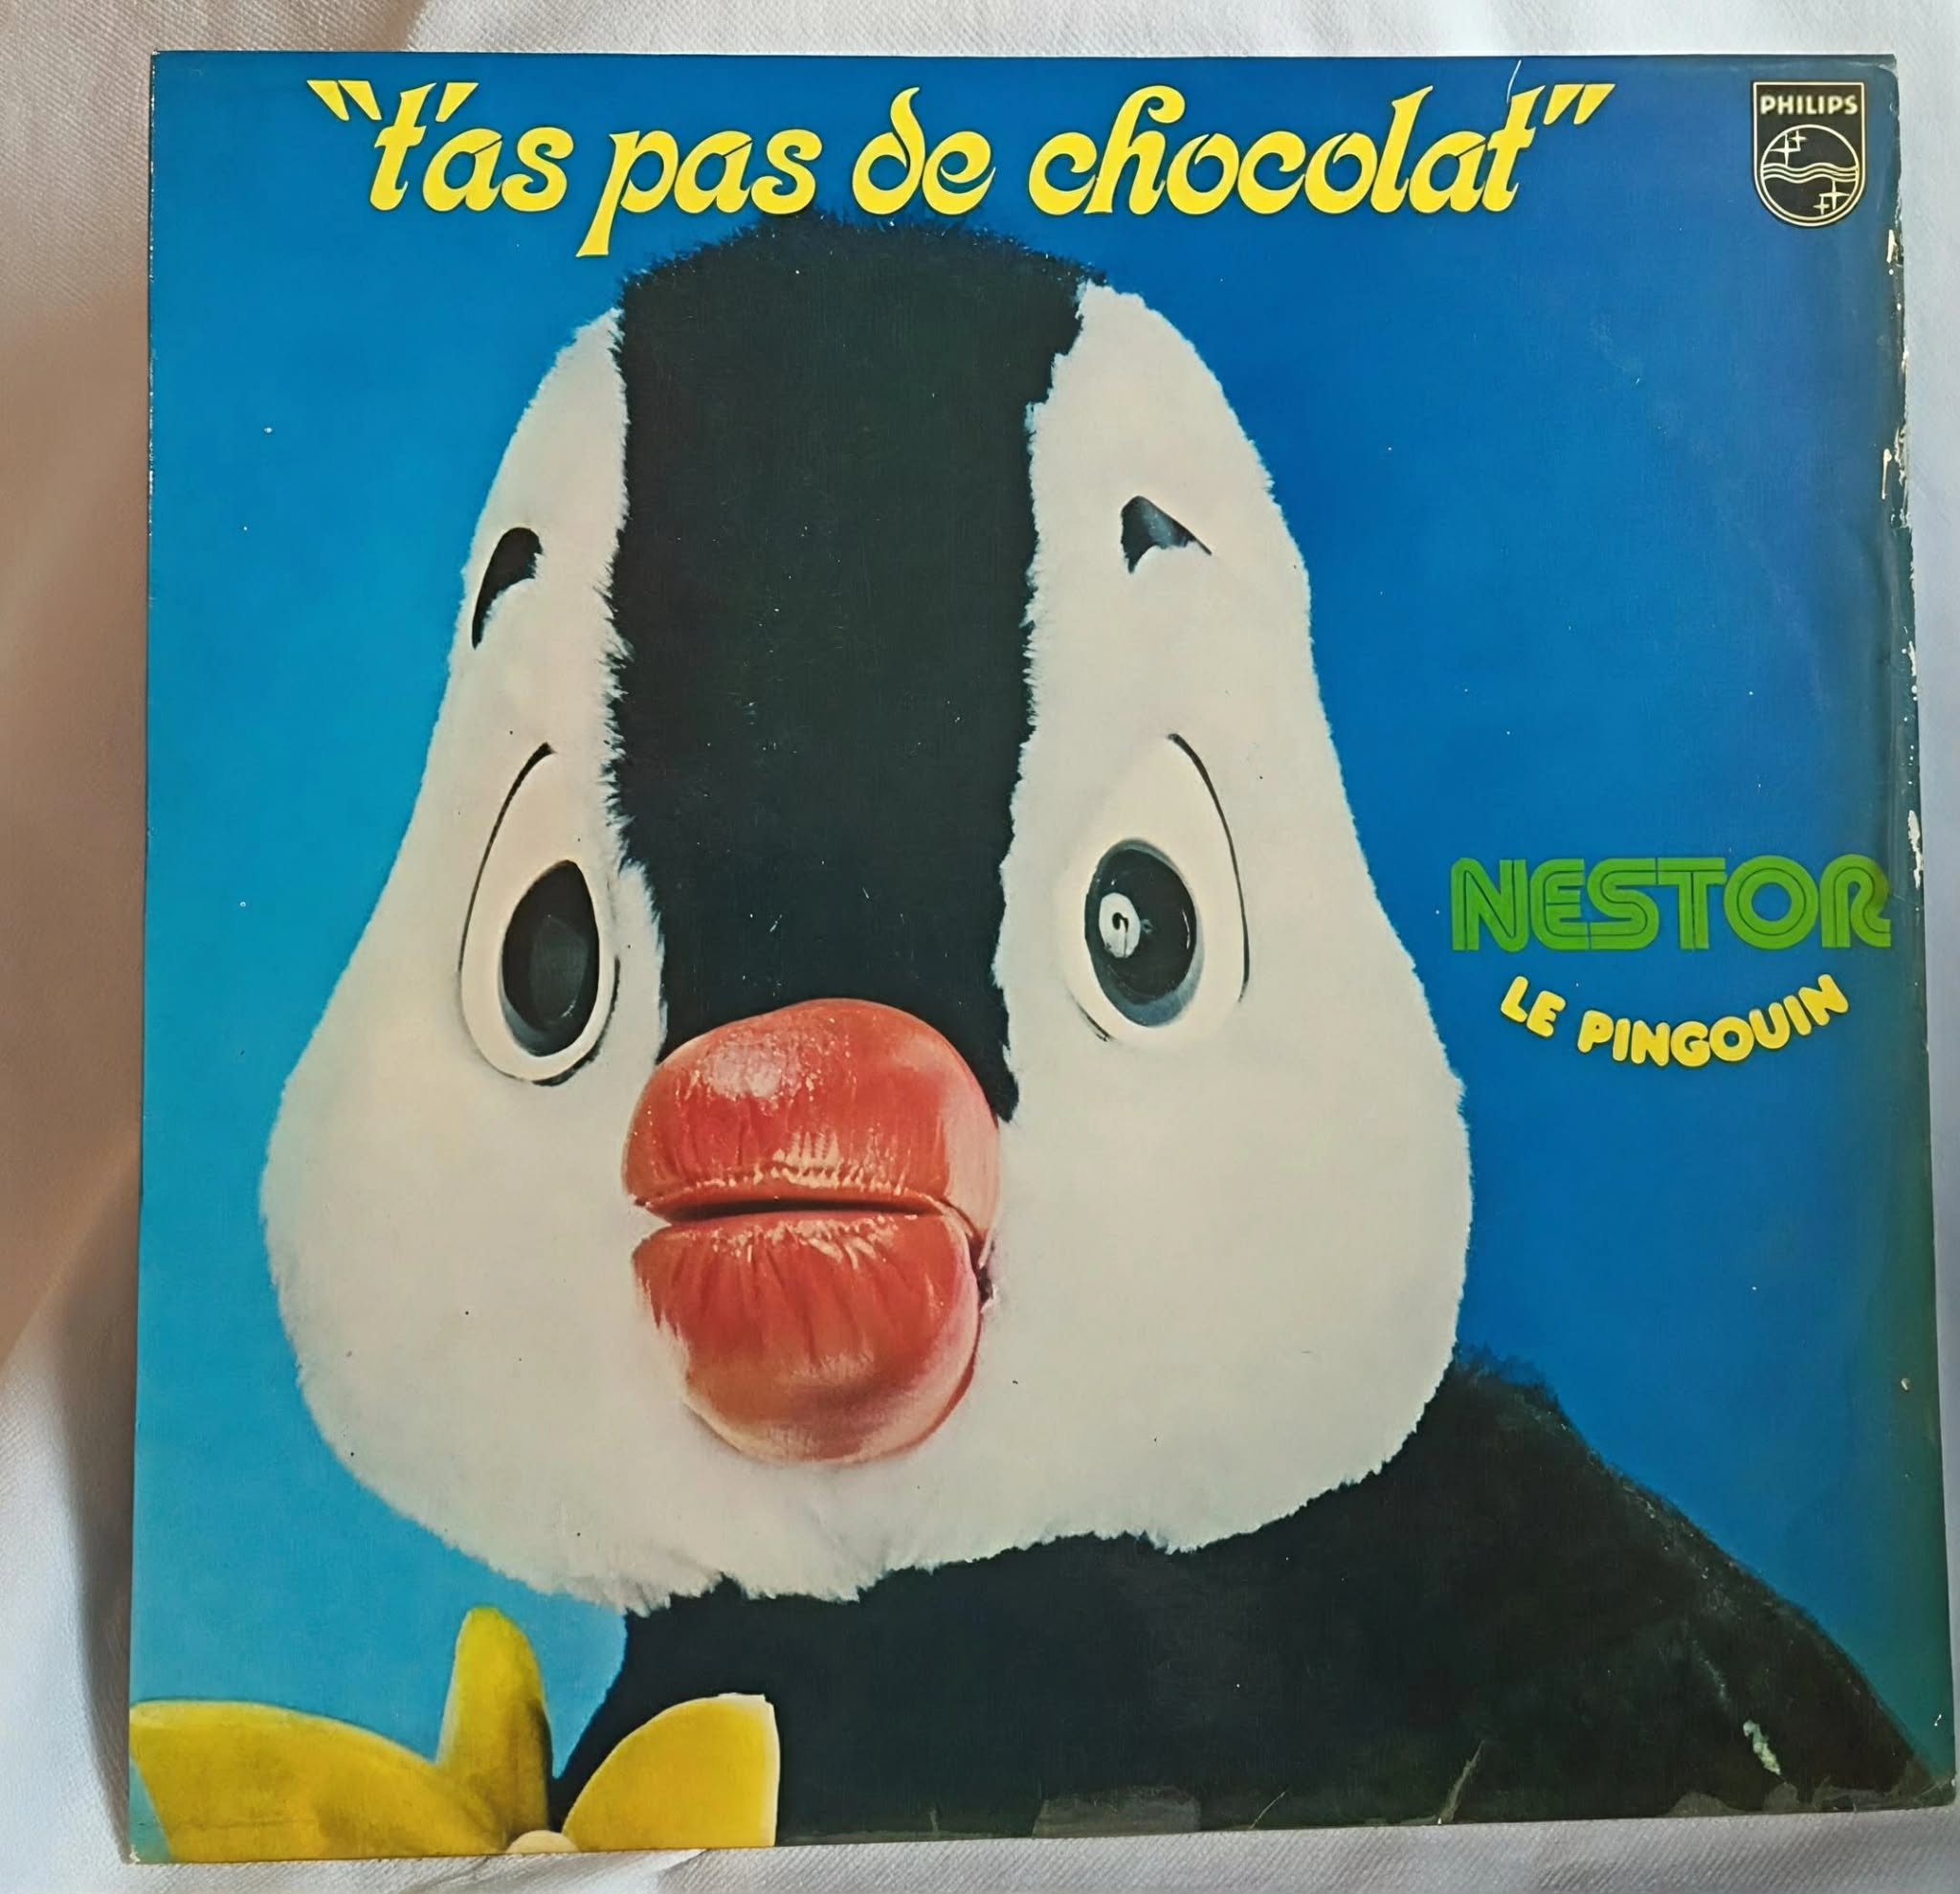 "t'as pas de chocolat"
PHILIPS
NESTOR
LE PINGOUIN